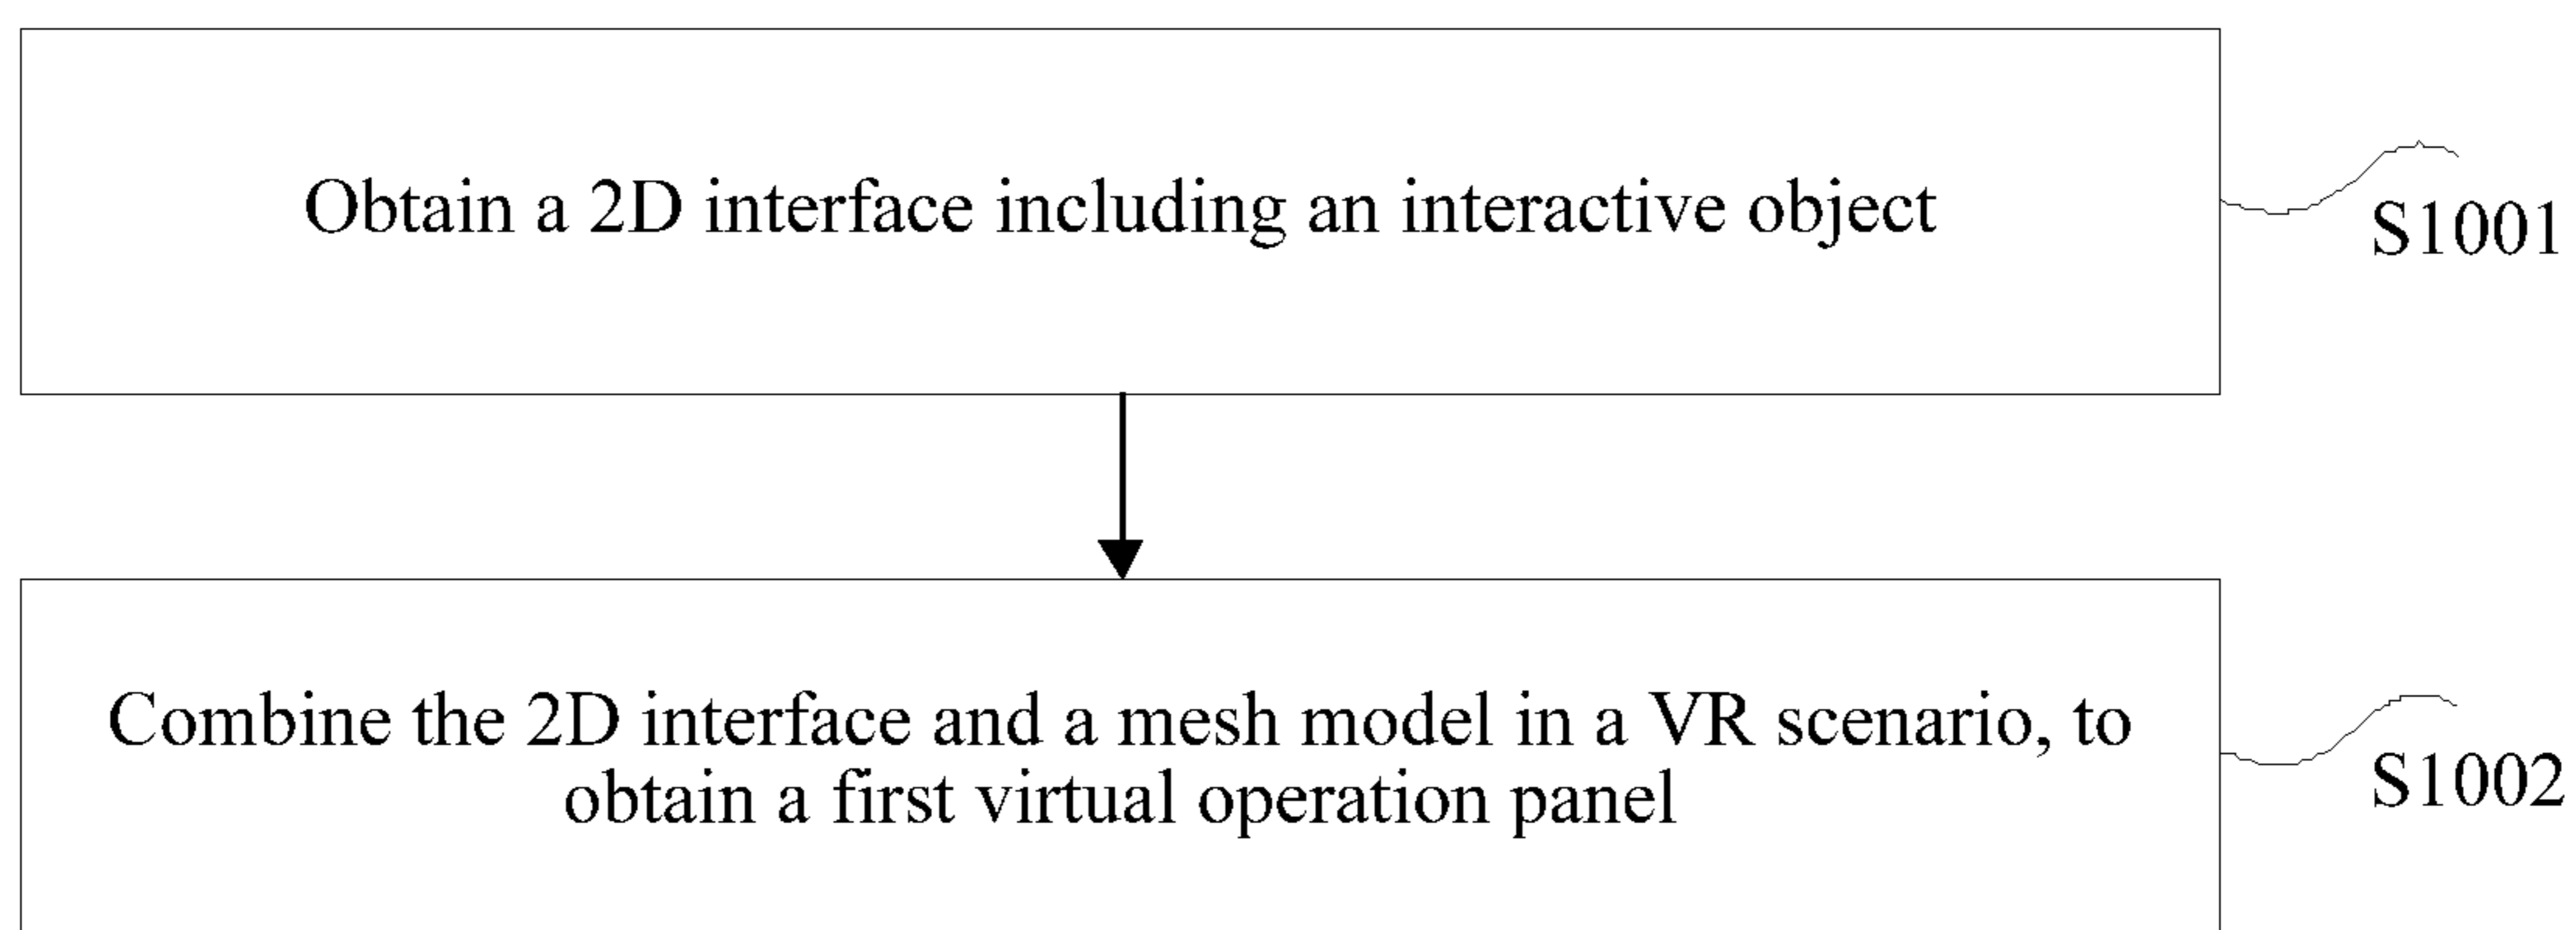 Obtain a 2D interface including an interactive object
S1001
Combine the 2D interface and a mesh model in a VR scenario, to
obtain a first virtual operation panel
S1002